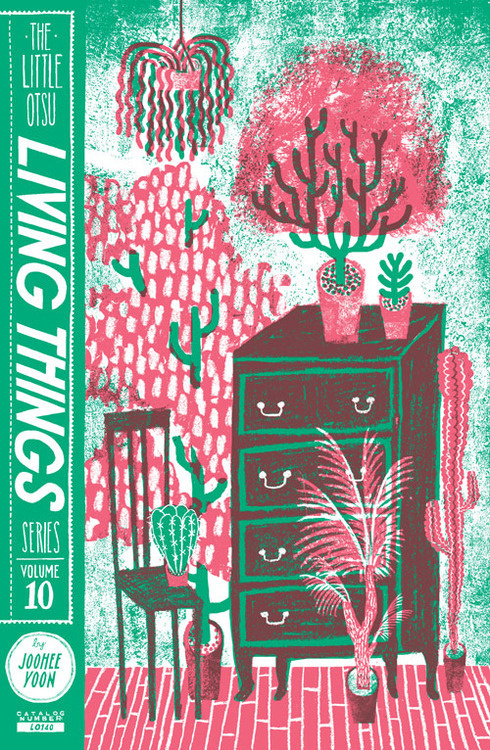 ·THE·
LITTLE
OTSU
LIVING THINGS
SERIES
VOLUME
10
by
JOOHEE
YOON
CATALOG
NUMBER
LO140